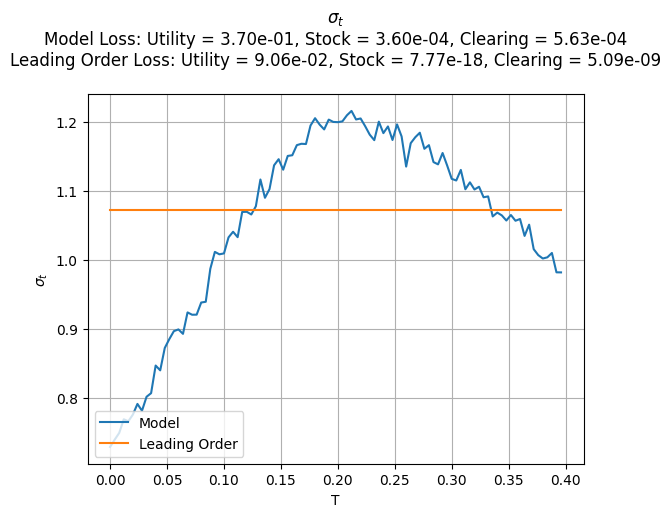 σt
Model Loss: Utility = 3.70e-01, Stock = 3.60e-04, Clearing = 5.63e-04
Leading Order Loss: Utility = 9.06e-02, Stock = 7.77e-18, Clearing = 5.09e-09
1.2
1.1
1.0
0.9
0.8
σt
Model
Leading Order
0.00 0.05 0.10 0.15 0.20 0.25 0.30 0.35 0.40
T